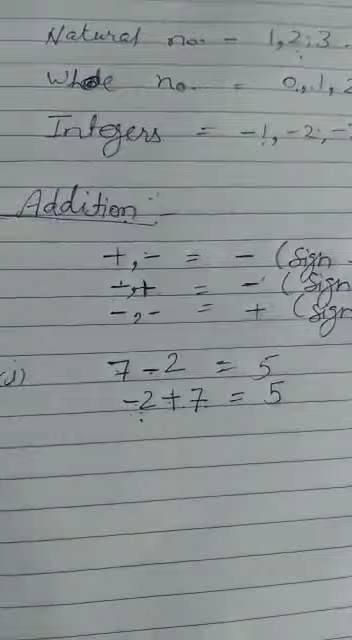 Natural no. - 1, 2, 3
Whole no. = 0, 1, 2
Integers = -1, -2, -
Addition:-
+, - = - (Sign
-, + = - (Sign
-, - = + (Sign
7 - 2 = 5
-2 + 7 = 5